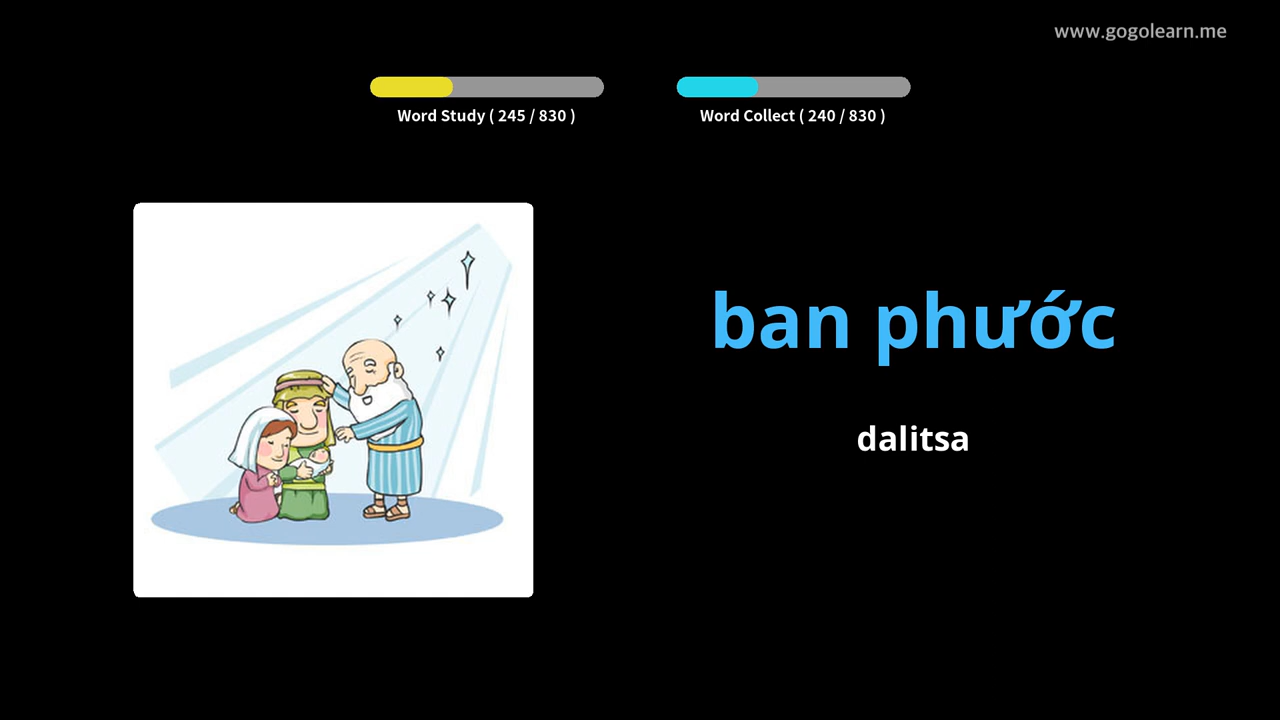 www.gogolearn.me
Word Study ( 245 / 830 )
Word Collect ( 240 / 830 )
ban phước
dalitsa